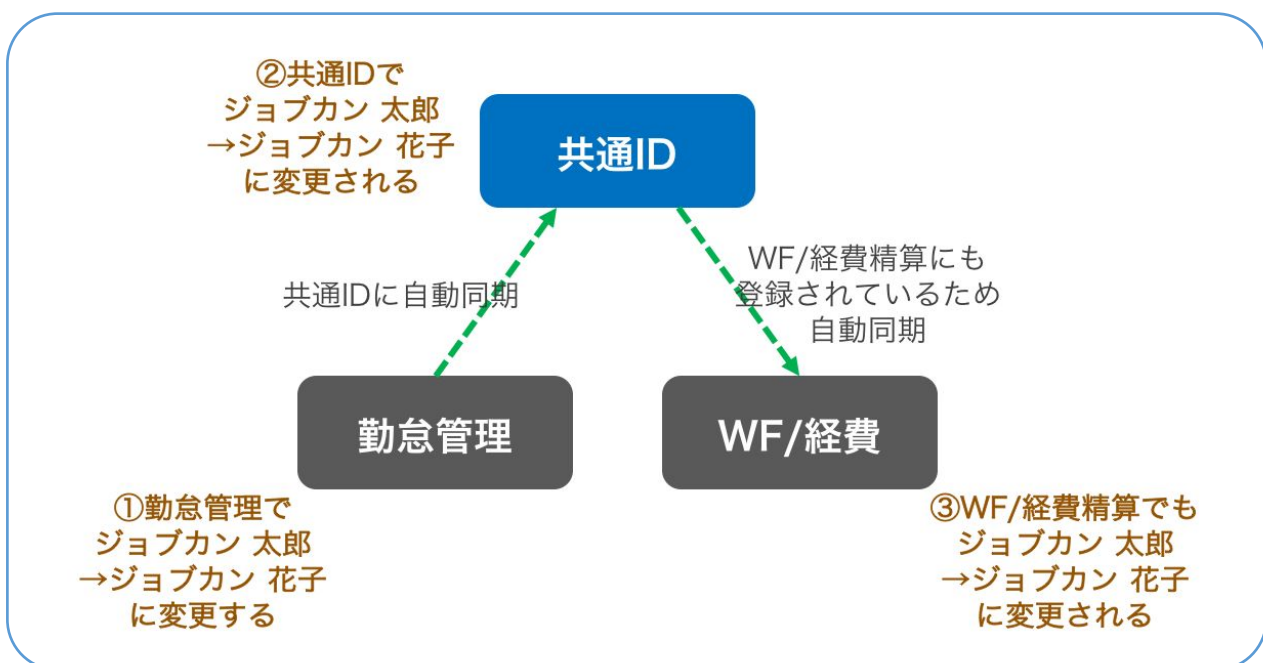 ②共通IDで
ジョブカン 太郎
→ジョブカン 花子
に変更される
共通ID
共通IDに自動同期
WF/経費精算にも
登録されているため
自動同期
勤怠管理
WF/経費
①勤怠管理で
ジョブカン 太郎
→ジョブカン 花子
に変更する
③WF/経費精算でも
ジョブカン 太郎
→ジョブカン 花子
に変更される